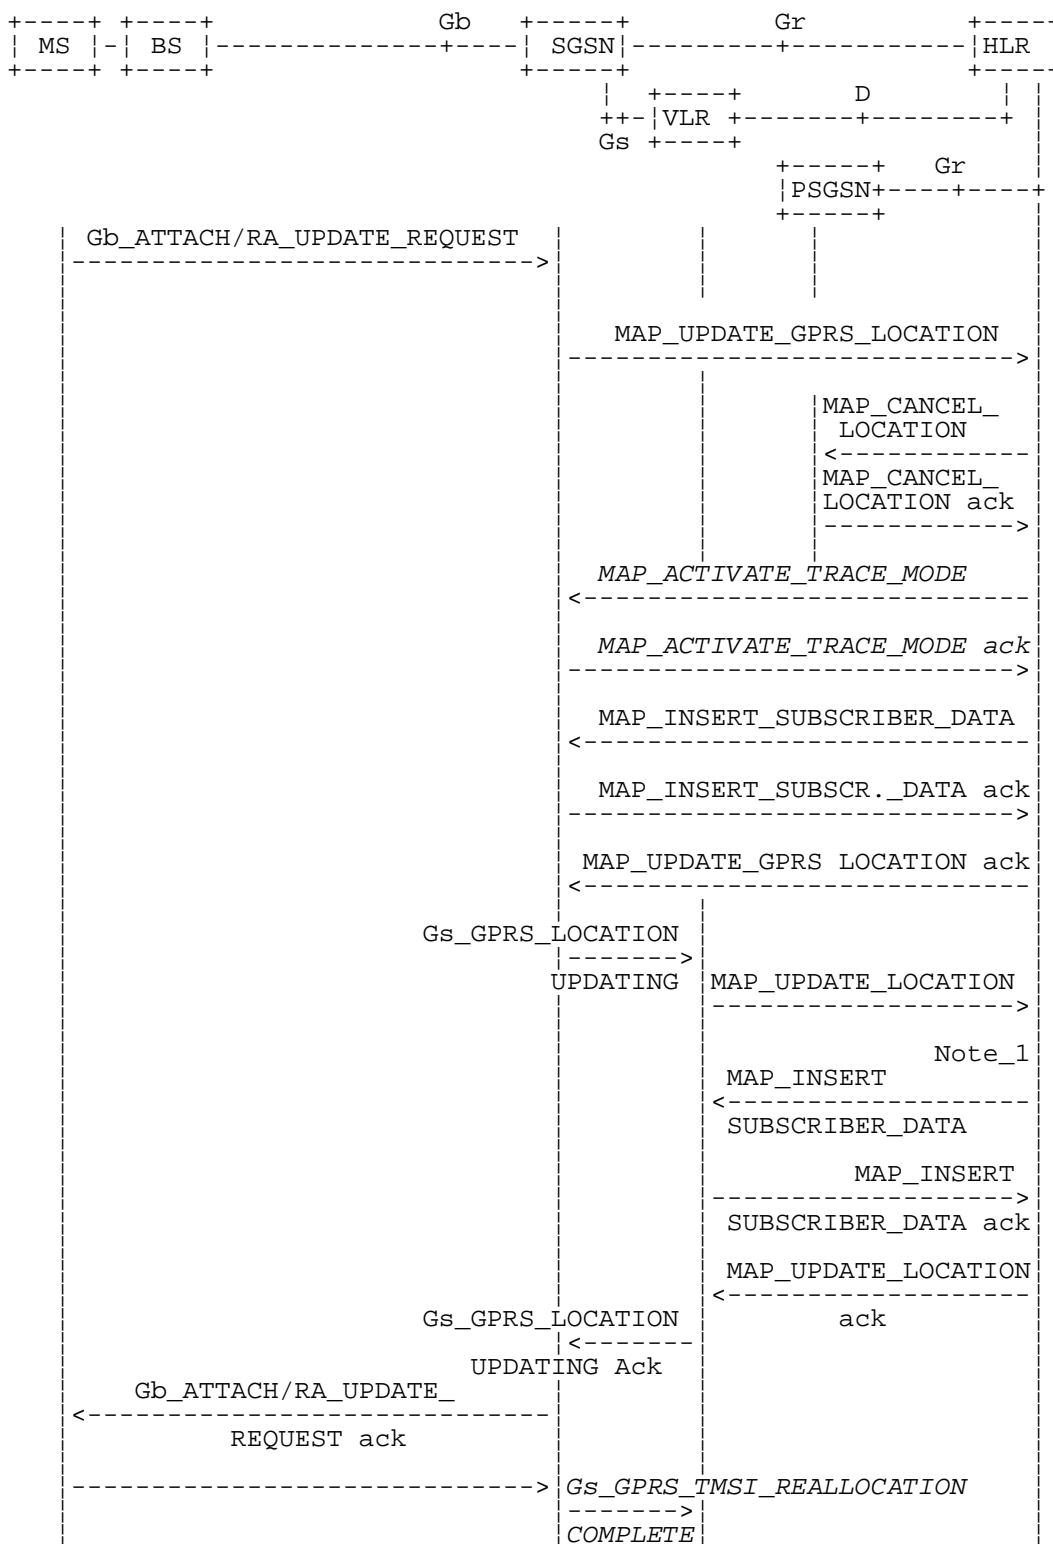 Gb Gr
MS BS SGSN HLR
D
VLR
Gs
Gr
PSGSN
Gb_ATTACH/RA_UPDATE_REQUEST
MAP_UPDATE_GPRS_LOCATION
MAP_CANCEL_
LOCATION
MAP_CANCEL_
LOCATION ack
MAP_ACTIVATE_TRACE_MODE
MAP_ACTIVATE_TRACE_MODE ack
MAP_INSERT_SUBSCRIBER_DATA
MAP_INSERT_SUBSCR._DATA ack
MAP_UPDATE_GPRS LOCATION ack
Gs_GPRS_LOCATION
UPDATING MAP_UPDATE_LOCATION
Note_1
MAP_INSERT
SUBSCRIBER_DATA
MAP_INSERT
SUBSCRIBER_DATA ack
MAP_UPDATE_LOCATION
Gs_GPRS_LOCATION ack
UPDATING Ack
Gb_ATTACH/RA_UPDATE_
REQUEST ack
Gs_GPRS_TMSI_REALLOCATION
COMPLETE